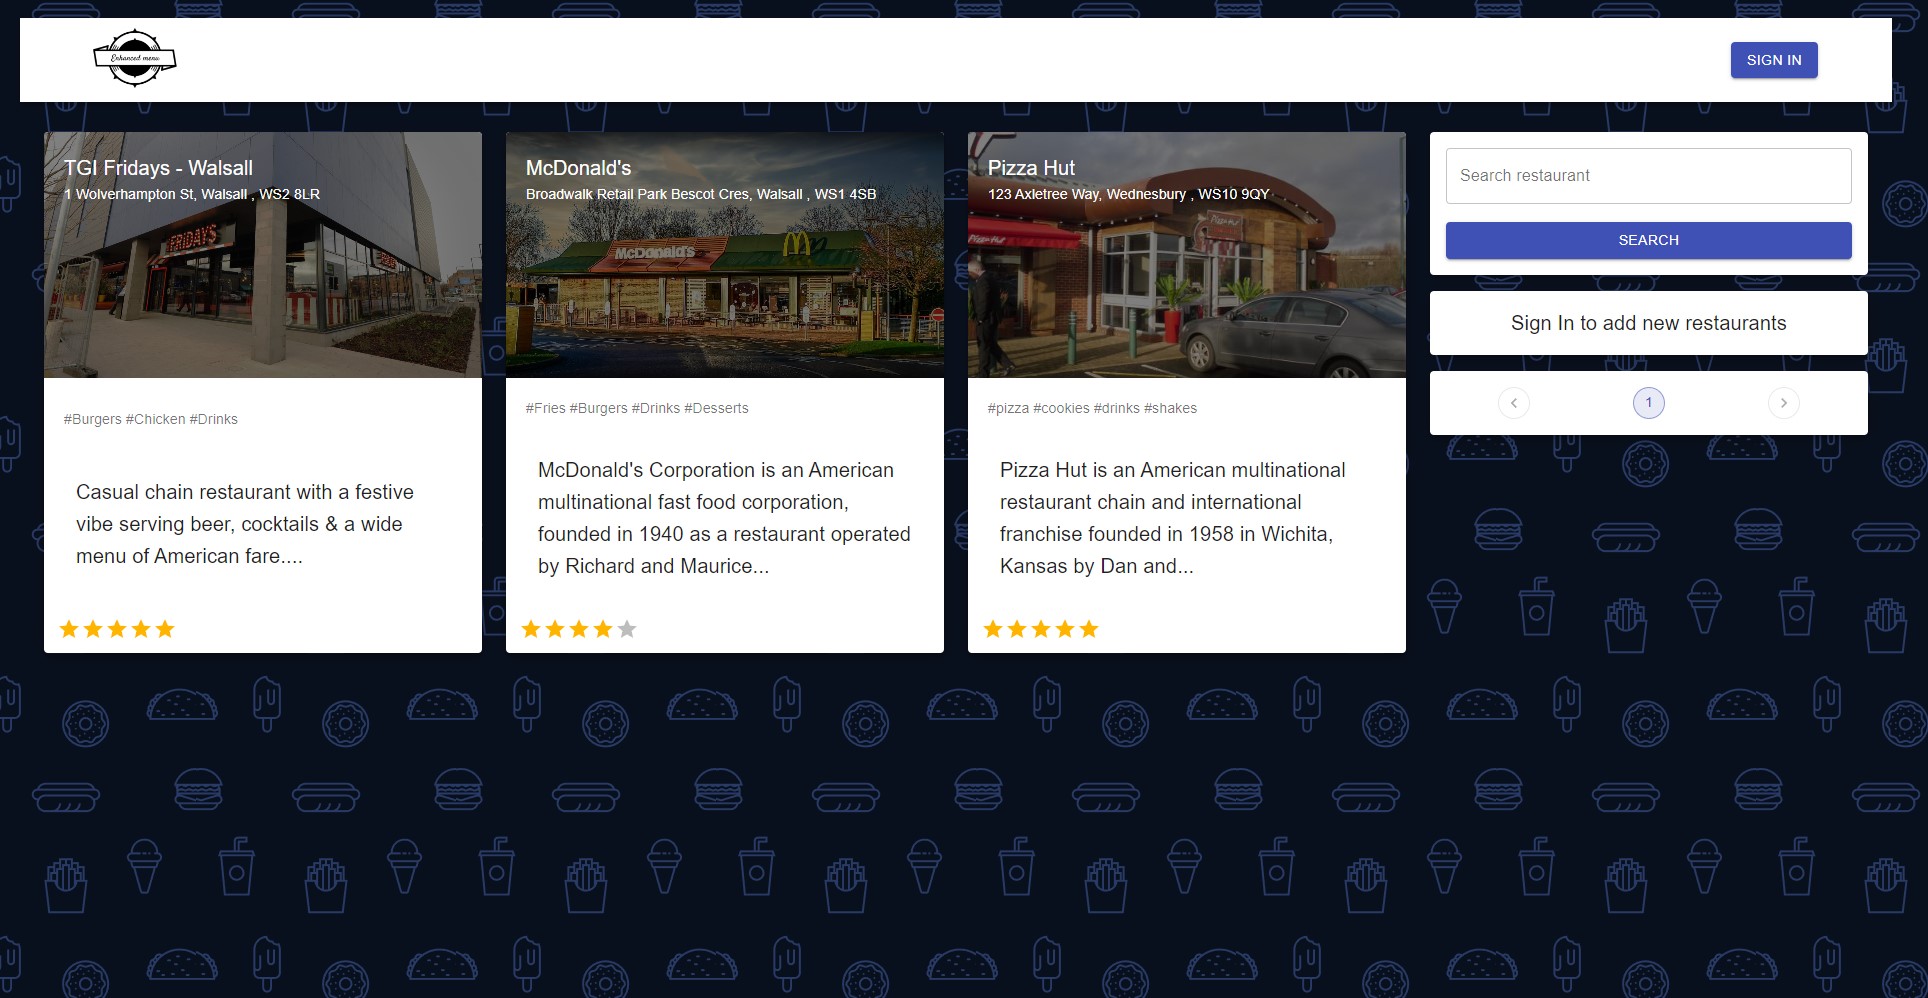 Enhanced menu
SIGN IN
TGI Fridays - Walsall
1 Wolverhampton St, Walsall , WS2 8LR
FRIDAYS
#Burgers #Chicken #Drinks
Casual chain restaurant with a festive
vibe serving beer, cocktails & a wide
menu of American fare....
McDonald's
Broadwalk Retail Park Bescot Cres, Walsall , WS1 4SB
McDonald's
#Fries #Burgers #Drinks #Desserts
McDonald's Corporation is an American
multinational fast food corporation,
founded in 1940 as a restaurant operated
by Richard and Maurice...
Pizza Hut
123 Axletree Way, Wednesbury , WS10 9QY
Pizza Hut
Pizza Hut
#pizza #cookies #drinks #shakes
Pizza Hut is an American multinational
restaurant chain and international
franchise founded in 1958 in Wichita,
Kansas by Dan and...
Search restaurant
SEARCH
Sign In to add new restaurants
1